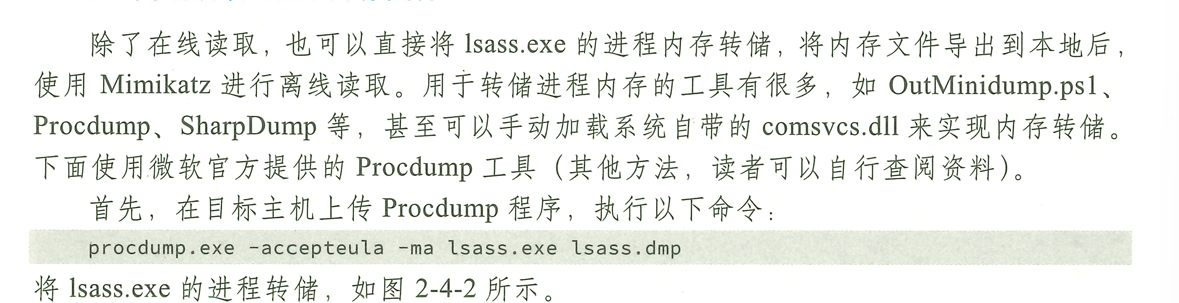 除了在线读取，也可以直接将 lsass.exe 的进程内存转储，将内存文件导出到本地后，
使用 Mimikatz 进行离线读取。用于转储进程内存的工具有很多，如 OutMinidump.ps1、
Procdump、SharpDump 等，甚至可以手动加载系统自带的 comsvcs.dll 来实现内存转储。
下面使用微软官方提供的 Procdump 工具（其他方法，读者可以自行查阅资料）。
首先，在目标主机上传 Procdump 程序，执行以下命令：
procdump.exe -accepteula -ma lsass.exe lsass.dmp
将 lsass.exe 的进程转储，如图 2-4-2 所示。